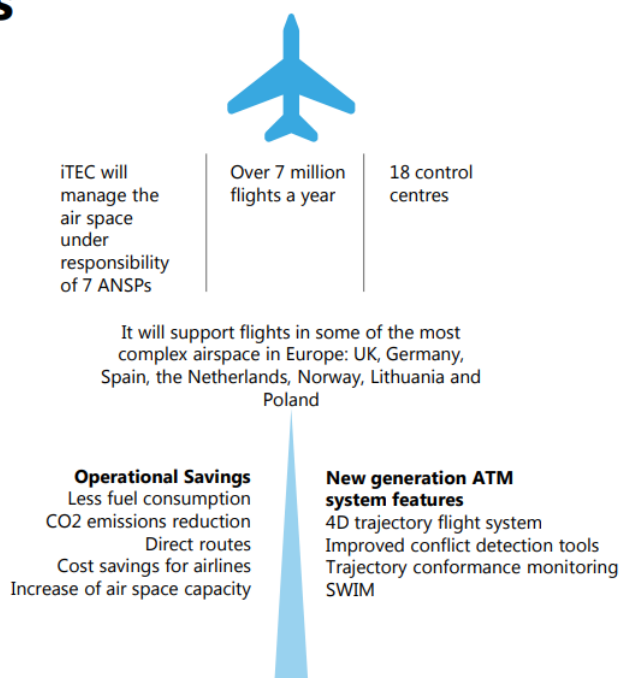 s
iTEC will
manage the
air space
under
responsibility
of 7 ANSPs
Over 7 million
flights a year
18 control
centres
It will support flights in some of the most
complex airspace in Europe: UK, Germany,
Spain, the Netherlands, Norway, Lithuania and
Poland
Operational Savings
Less fuel consumption
CO2 emissions reduction
Direct routes
Cost savings for airlines
Increase of air space capacity
New generation ATM
system features
4D trajectory flight system
Improved conflict detection tools
Trajectory conformance monitoring
SWIM